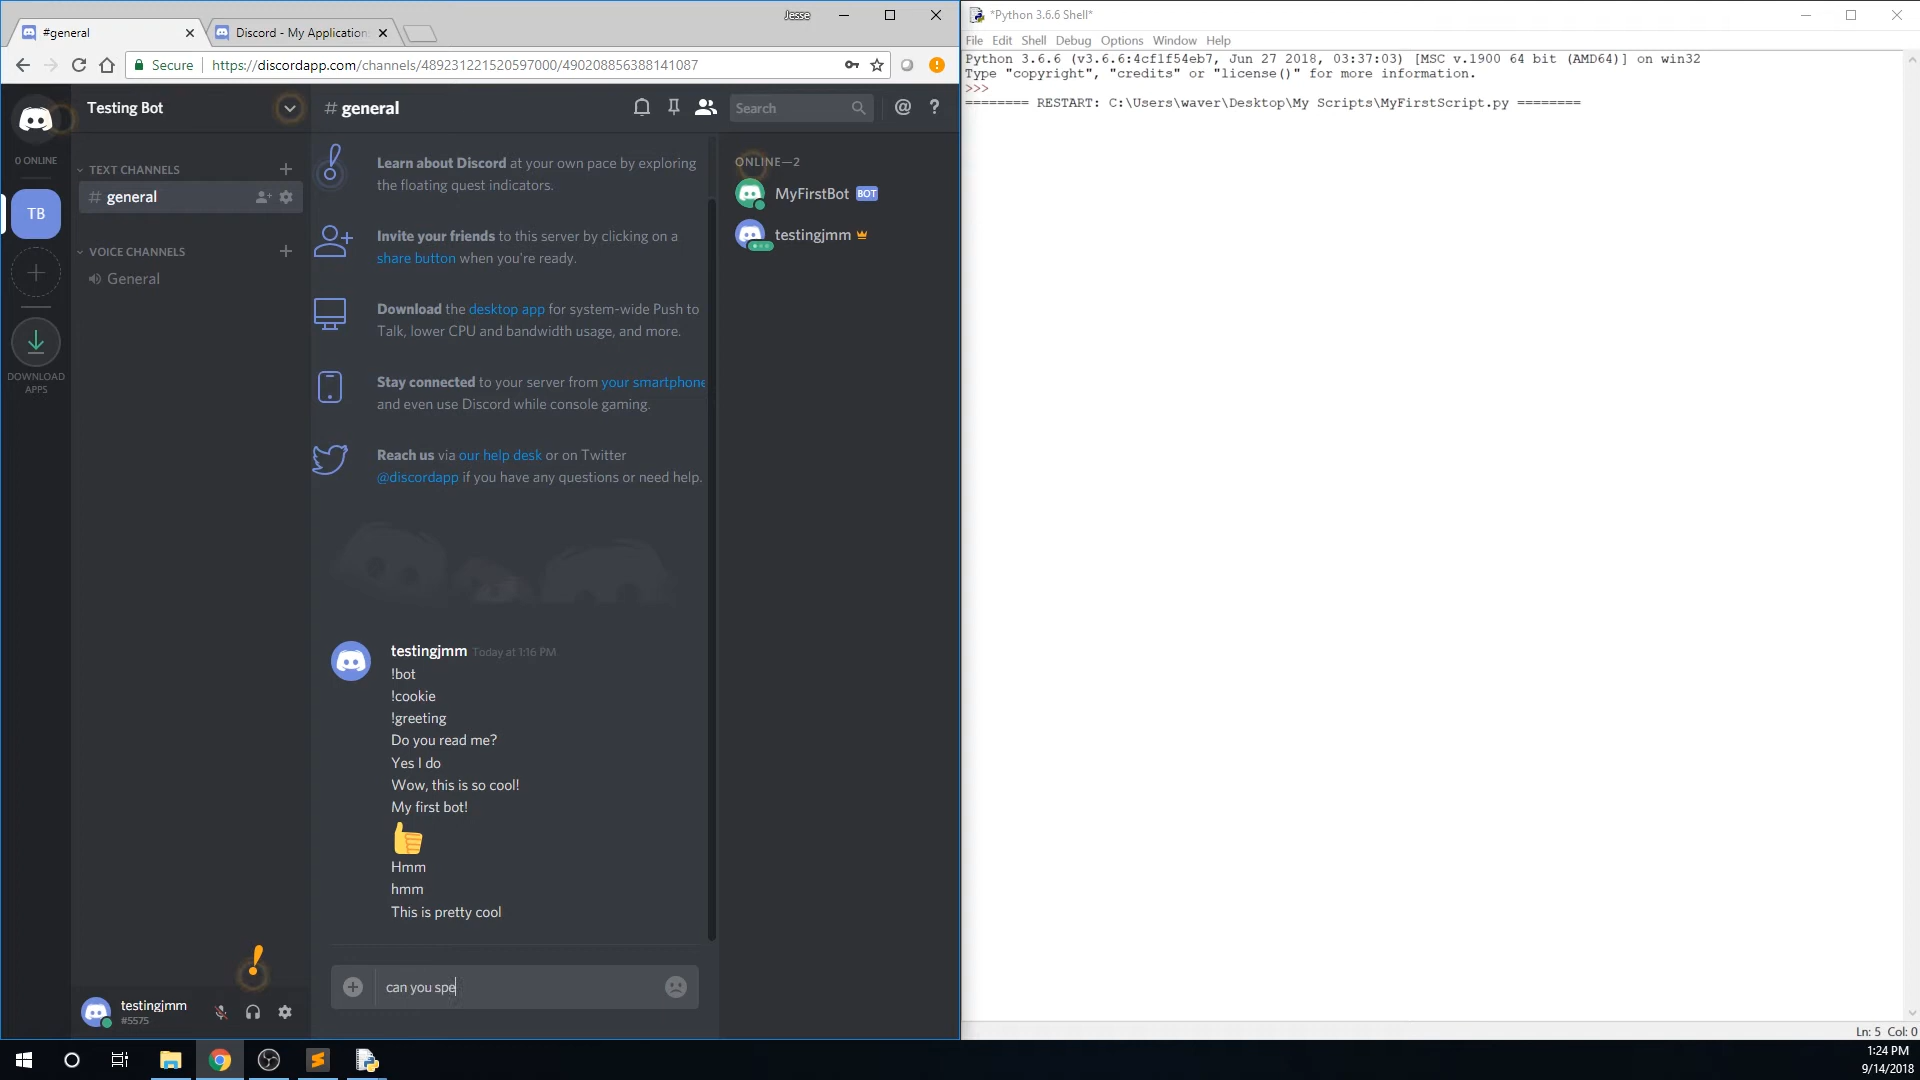 #general
Discord - My Application
Jesse
Secure
https://discordapp.com/channels/489231221520597000/490208856388141087
Testing Bot
# general
Search
@
?
0 ONLINE
TB
DOWNLOAD
APPS
TEXT CHANNELS
# general
VOICE CHANNELS
General
Learn about Discord at your own pace by exploring
the floating quest indicators.
Invite your friends to this server by clicking on a
share button when you're ready.
Download the desktop app for system-wide Push to
Talk, lower CPU and bandwidth usage, and more.
Stay connected to your server from your smartphone
and even use Discord while console gaming.
Reach us via our help desk or on Twitter
@discordapp if you have any questions or need help.
testingjmm Today at 1:16 PM
!bot
!cookie
!greeting
Do you read me?
Yes I do
Wow, this is so cool!
My first bot!
Hmm
hmm
This is pretty cool
can you spe
testingjmm
#5575
ONLINE—2
MyFirstBot BOT
testingjmm
*Python 3.6.6 Shell*
File Edit Shell Debug Options Window Help
Python 3.6.6 (v3.6.6:4cf1f54eb7, Jun 27 2018, 03:37:03) [MSC v.1900 64 bit (AMD64)] on win32
Type "copyright", "credits" or "license()" for more information.
>>>
======== RESTART: C:\Users\waver\Desktop\My Scripts\MyFirstScript.py ========
Ln: 5 Col: 0
1:24 PM
9/14/2018